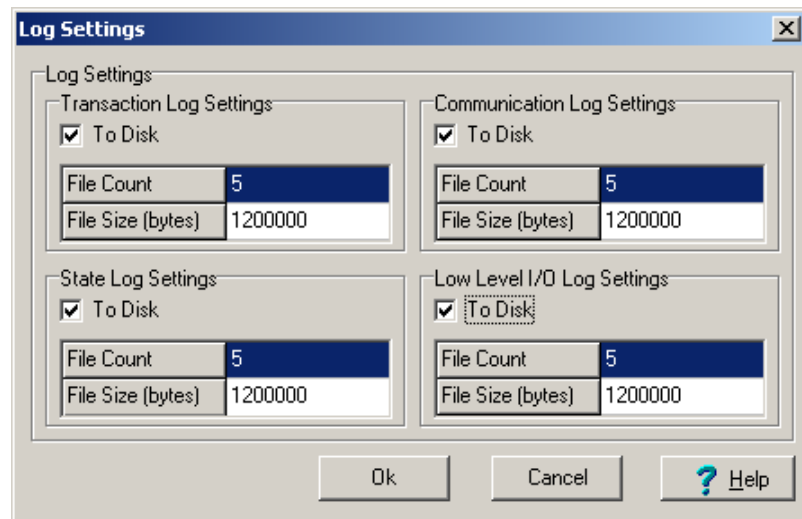 Log Settings
Log Settings
Transaction Log Settings
To Disk
File Count 5
File Size (bytes) 1200000
Communication Log Settings
To Disk
File Count 5
File Size (bytes) 1200000
State Log Settings
To Disk
File Count 5
File Size (bytes) 1200000
Low Level I/O Log Settings
To Disk
File Count 5
File Size (bytes) 1200000
Ok
Cancel
? Help